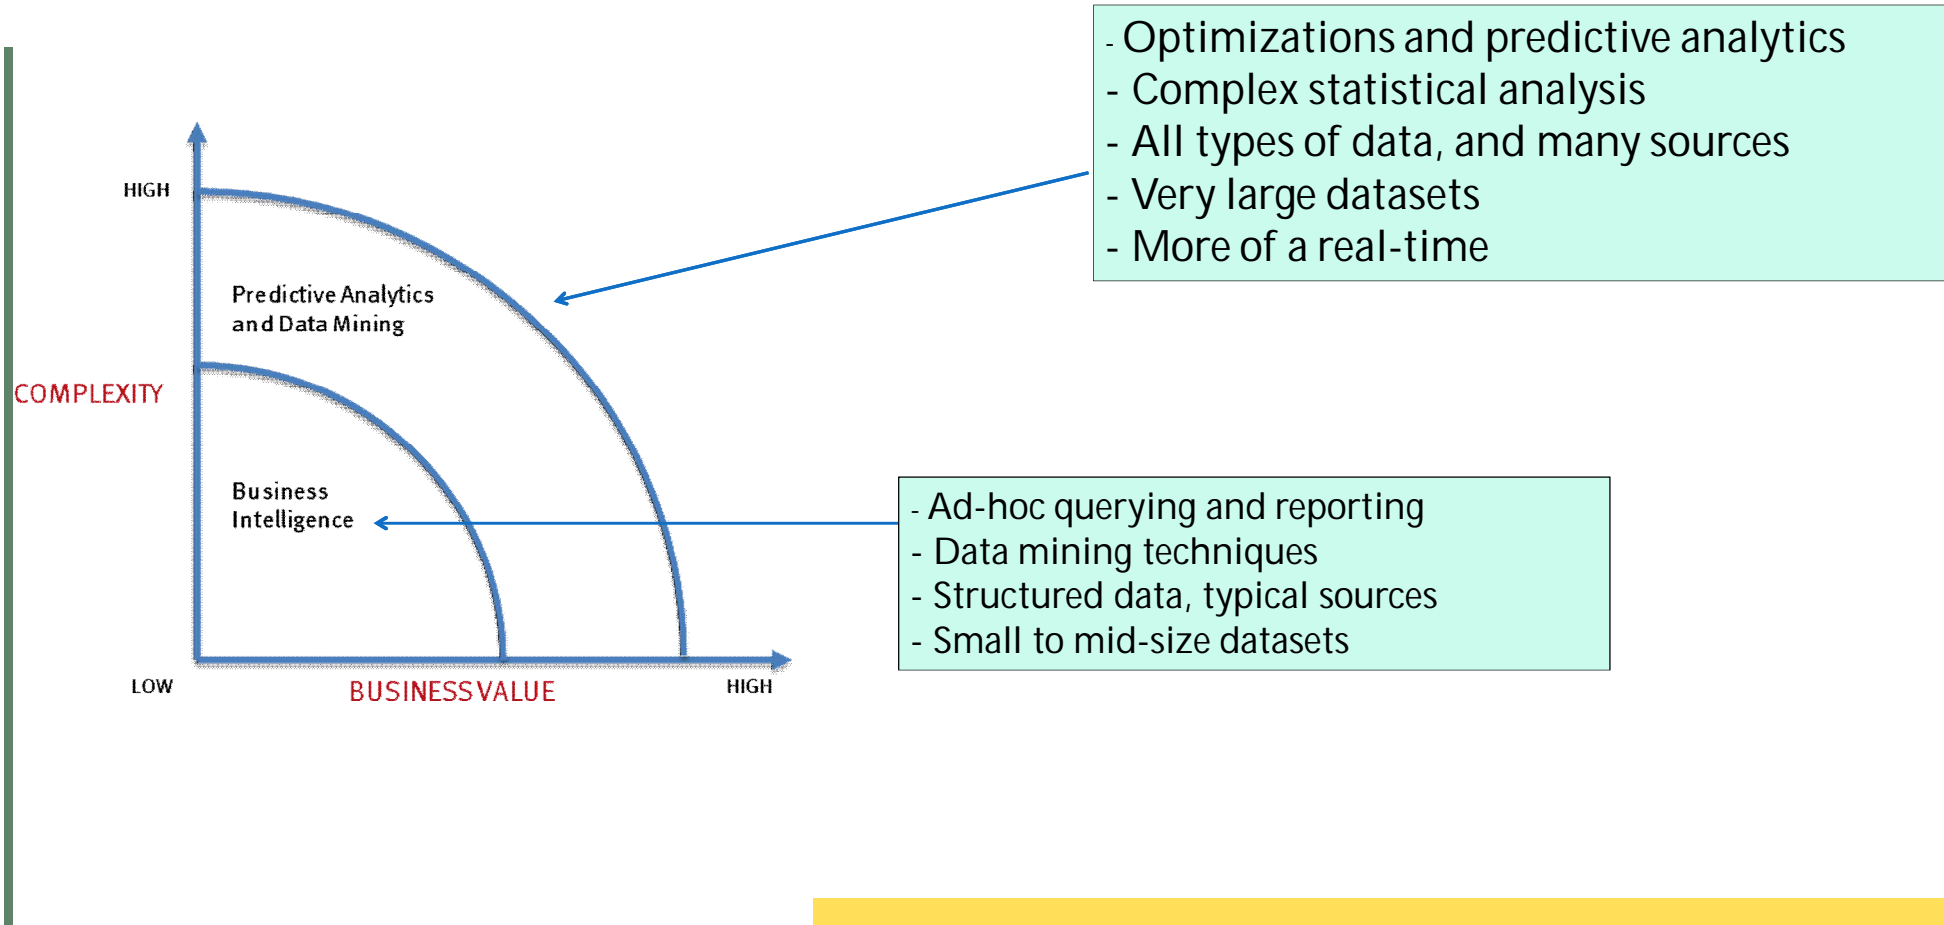 - Optimizations and predictive analytics
- Complex statistical analysis
- All types of data, and many sources
- Very large datasets
- More of a real-time
HIGH
Predictive Analytics
and Data Mining
COMPLEXITY
Business
Intelligence
- Ad-hoc querying and reporting
- Data mining techniques
- Structured data, typical sources
- Small to mid-size datasets
LOW
BUSINESS VALUE
HIGH